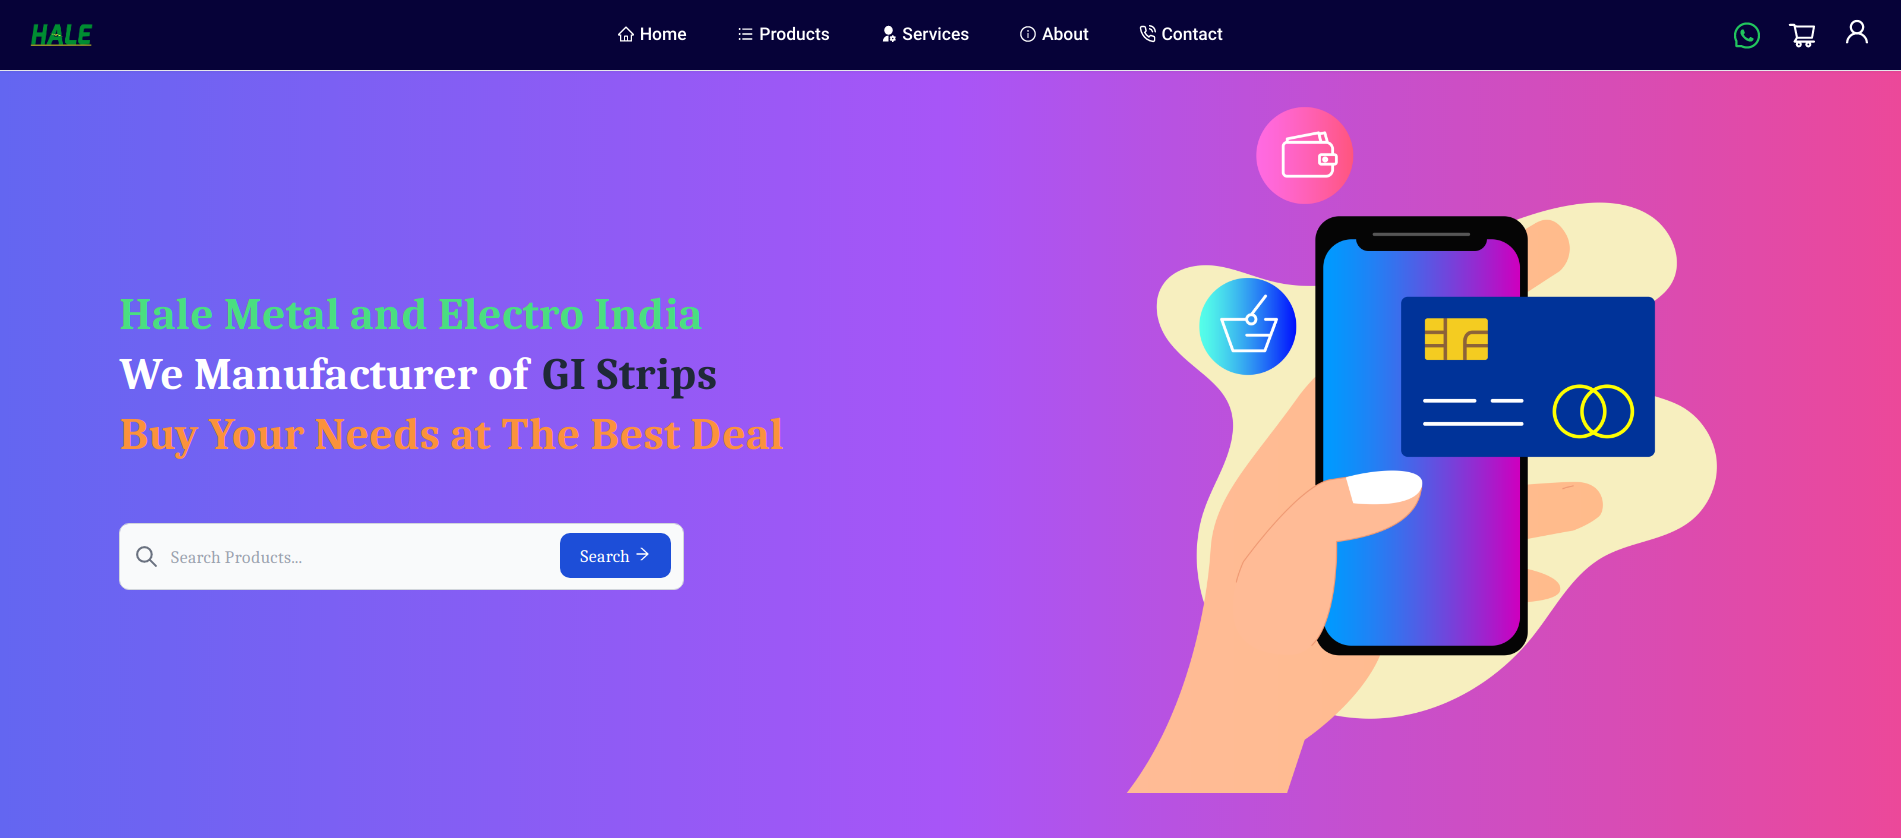 HALE
Home
Products
Services
About
Contact
Hale Metal and Electro India
We Manufacturer of GI Strips
Buy Your Needs at The Best Deal
Search Products...
Search